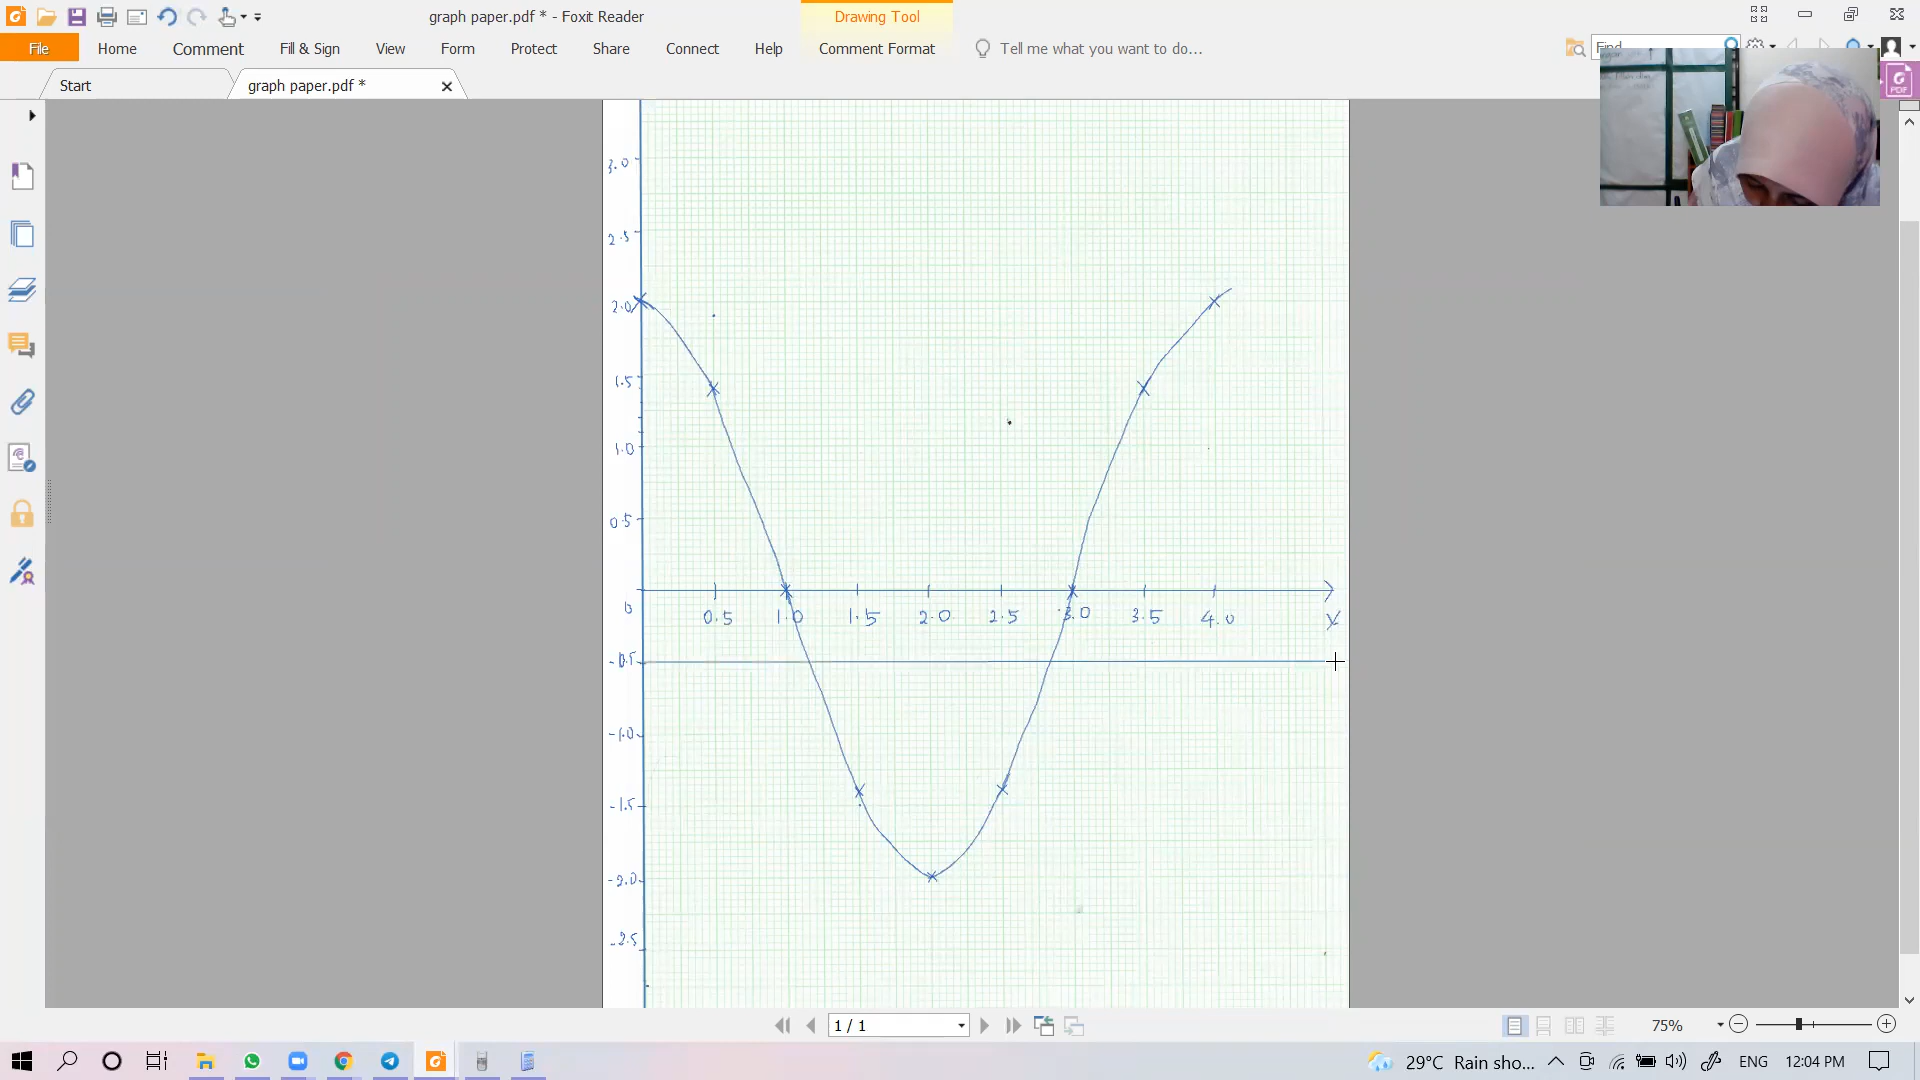 graph paper.pdf * - Foxit Reader
Drawing Tool
File Home Comment Fill & Sign View Form Protect Share Connect Help Comment Format Tell me what you want to do... Find
Start graph paper.pdf *
PDF
3.0
2.5
2.0
1.5
1.0
0.5
0
0.5 1.0 1.5 2.0 2.5 3.0 3.5 4.0 x
-0.5
-1.0
-1.5
-2.0
-2.5
1 / 1 75%
29°C Rain sho... ENG 12:04 PM